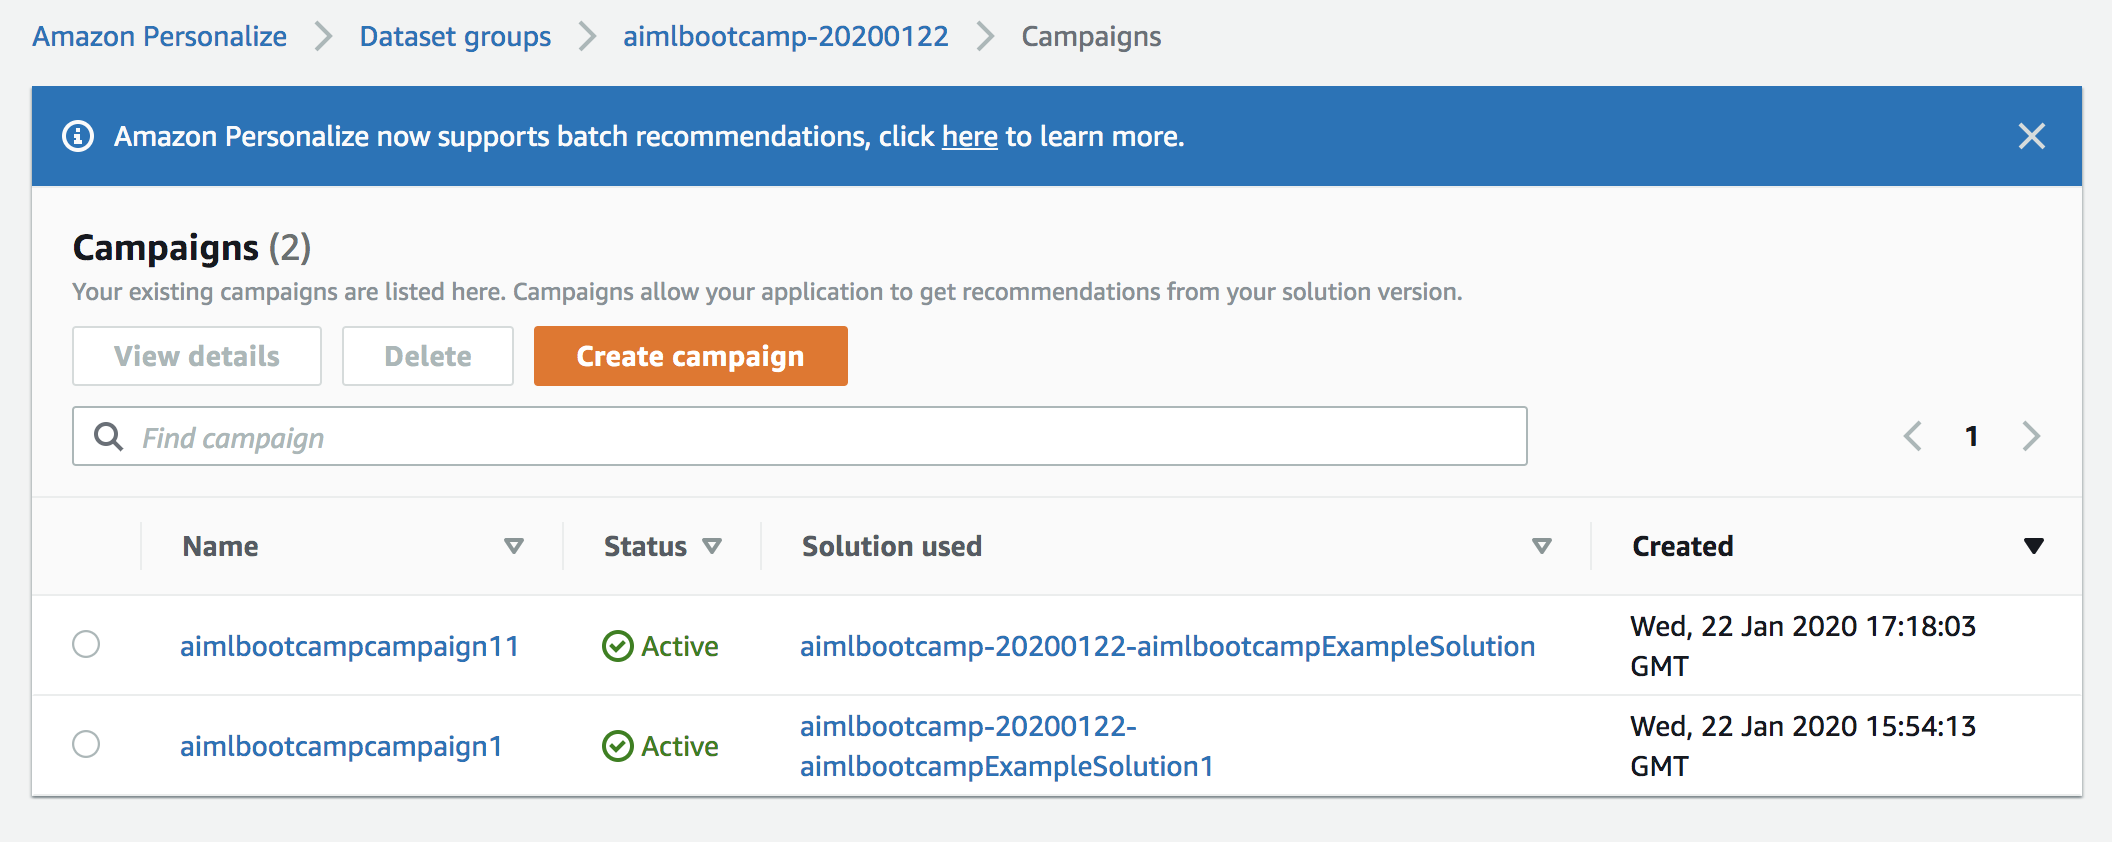 Amazon Personalize > Dataset groups > aimlbootcamp-20200122 > Campaigns
Amazon Personalize now supports batch recommendations, click here to learn more.
Campaigns (2)
Your existing campaigns are listed here. Campaigns allow your application to get recommendations from your solution version.
View details Delete Create campaign
Find campaign 1
Name Status Solution used Created
aimlbootcampcampaign11 Active aimlbootcamp-20200122-aimlbootcampExampleSolution Wed, 22 Jan 2020 17:18:03
GMT
aimlbootcampcampaign1 Active aimlbootcamp-20200122- Wed, 22 Jan 2020 15:54:13
aimlbootcampExampleSolution1 GMT